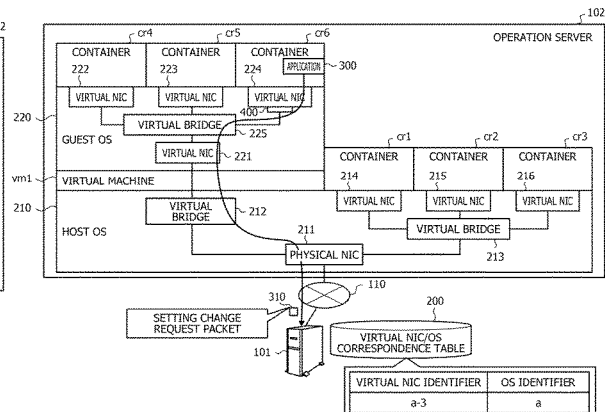 102
OPERATION SERVER
cr4
cr5
cr6
CONTAINER
CONTAINER
CONTAINER
222
223
224
APPLICATION
300
VIRTUAL NIC
VIRTUAL NIC
VIRTUAL NIC
400
220
VIRTUAL BRIDGE
225
GUEST OS
VIRTUAL NIC
221
cr1
cr2
cr3
CONTAINER
CONTAINER
CONTAINER
vm1
VIRTUAL MACHINE
214
215
216
210
VIRTUAL NIC
VIRTUAL NIC
VIRTUAL NIC
VIRTUAL
BRIDGE
212
211
VIRTUAL BRIDGE
213
HOST OS
PHYSICAL NIC
110
310
SETTING CHANGE
REQUEST PACKET
200
101
VIRTUAL NIC/OS
CORRESPONDENCE TABLE
VIRTUAL NIC IDENTIFIER
OS IDENTIFIER
a-3
a